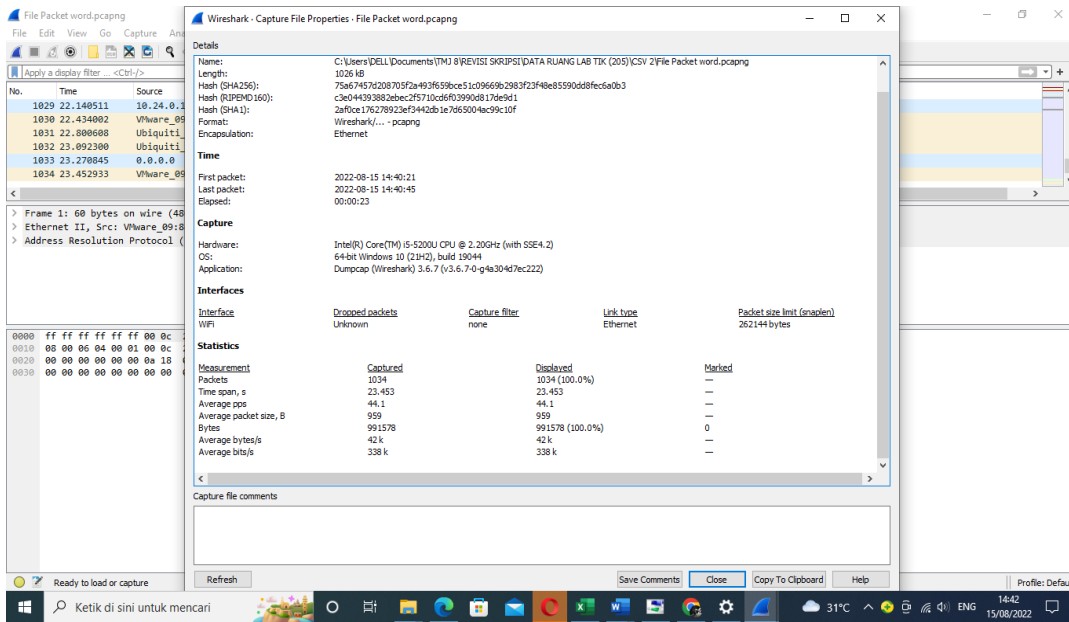 File Packet word.pcapng
File Edit View Go Capture Ana
Apply a display filter ... <Ctrl-/>
No. Time Source
1029 22.140511 10.24.0.1
1030 22.434002 VMware_09
1031 22.800608 Ubiquiti_
1032 23.092300 Ubiquiti_
1033 23.270845 0.0.0.0
1034 23.452933 VMware_09
Frame 1: 60 bytes on wire (48
Ethernet II, Src: VMware_09:8
Address Resolution Protocol (
0000 ff ff ff ff ff ff 00 0c
0010 08 00 06 04 00 01 00 0c
0020 00 00 00 00 00 00 0a 18
0030 00 00 00 00 00 00 00 00
Ready to load or capture
Wireshark · Capture File Properties · File Packet word.pcapng
Details
Name: C:\Users\DELL\Documents\TMJ 8\REVISI SKRIPSI\DATA RUANG LAB TIK (205)\CSV 2\File Packet word.pcapng
Length: 1026 kB
Hash (SHA256): 75a67457d208705f2a493f659bce51c09669b2983f23f48e85590dd8fec6a0b3
Hash (RIPEMD160): c3e044393882ebec2f5710cd6f03990d817de9d1
Hash (SHA1): 2af0ce176278923ef3442db1e7d65004ac99c10f
Format: Wireshark/... - pcapng
Encapsulation: Ethernet
Time
First packet: 2022-08-15 14:40:21
Last packet: 2022-08-15 14:40:45
Elapsed: 00:00:23
Capture
Hardware: Intel(R) Core(TM) i5-5200U CPU @ 2.20GHz (with SSE4.2)
OS: 64-bit Windows 10 (21H2), build 19044
Application: Dumpcap (Wireshark) 3.6.7 (v3.6.7-0-g4a304d7ec222)
Interfaces
Interface Dropped packets Capture filter Link type Packet size limit (snaplen)
WiFi Unknown none Ethernet 262144 bytes
Statistics
Measurement Captured Displayed Marked
Packets 1034 1034 (100.0%) —
Time span, s 23.453 23.453 —
Average pps 44.1 44.1 —
Average packet size, B 959 959 —
Bytes 991578 991578 (100.0%) 0
Average bytes/s 42 k 42 k —
Average bits/s 338 k 338 k —
Capture file comments
Refresh Save Comments Close Copy To Clipboard Help
Profile: Defau
Ketik di sini untuk mencari
31°C ENG 14:42
15/08/2022